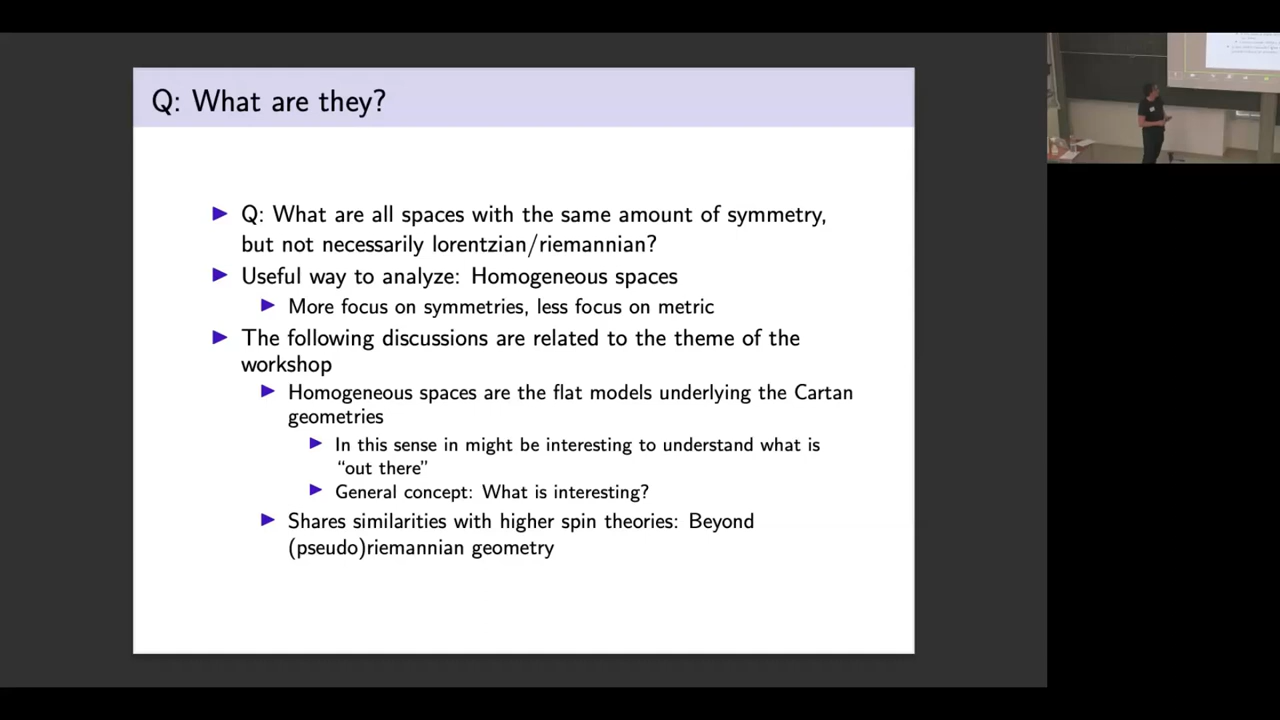 Q: What are they?
Q: What are all spaces with the same amount of symmetry,
but not necessarily lorentzian/riemannian?
Useful way to analyze: Homogeneous spaces
More focus on symmetries, less focus on metric
The following discussions are related to the theme of the
workshop
Homogeneous spaces are the flat models underlying the Cartan
geometries
In this sense in might be interesting to understand what is
“out there”
General concept: What is interesting?
Shares similarities with higher spin theories: Beyond
(pseudo)riemannian geometry